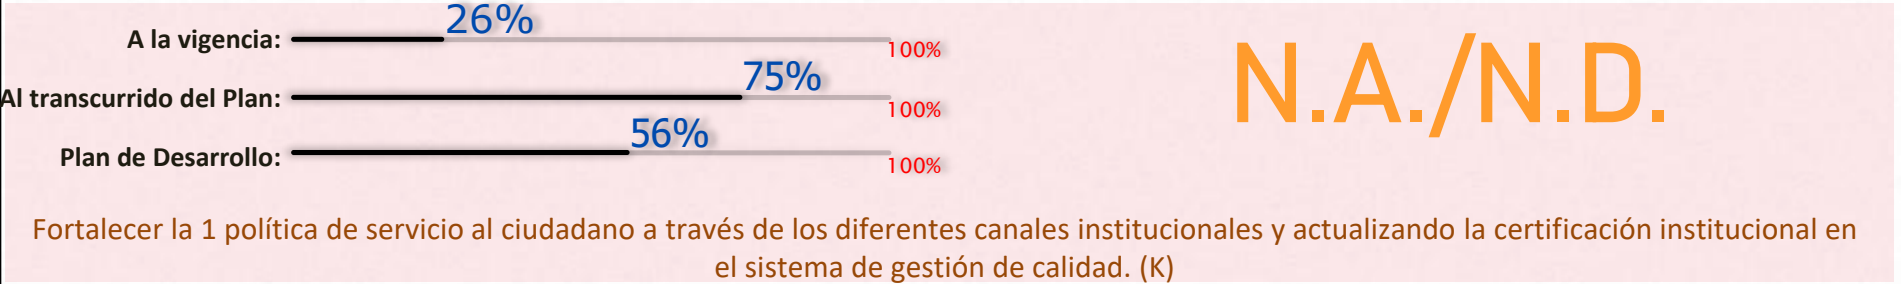 A la vigencia: 26% 100%
Al transcurrido del Plan: 75% 100%
Plan de Desarrollo: 56% 100%
N.A./N.D.
Fortalecer la 1 política de servicio al ciudadano a través de los diferentes canales institucionales y actualizando la certificación institucional en
el sistema de gestión de calidad. (K)